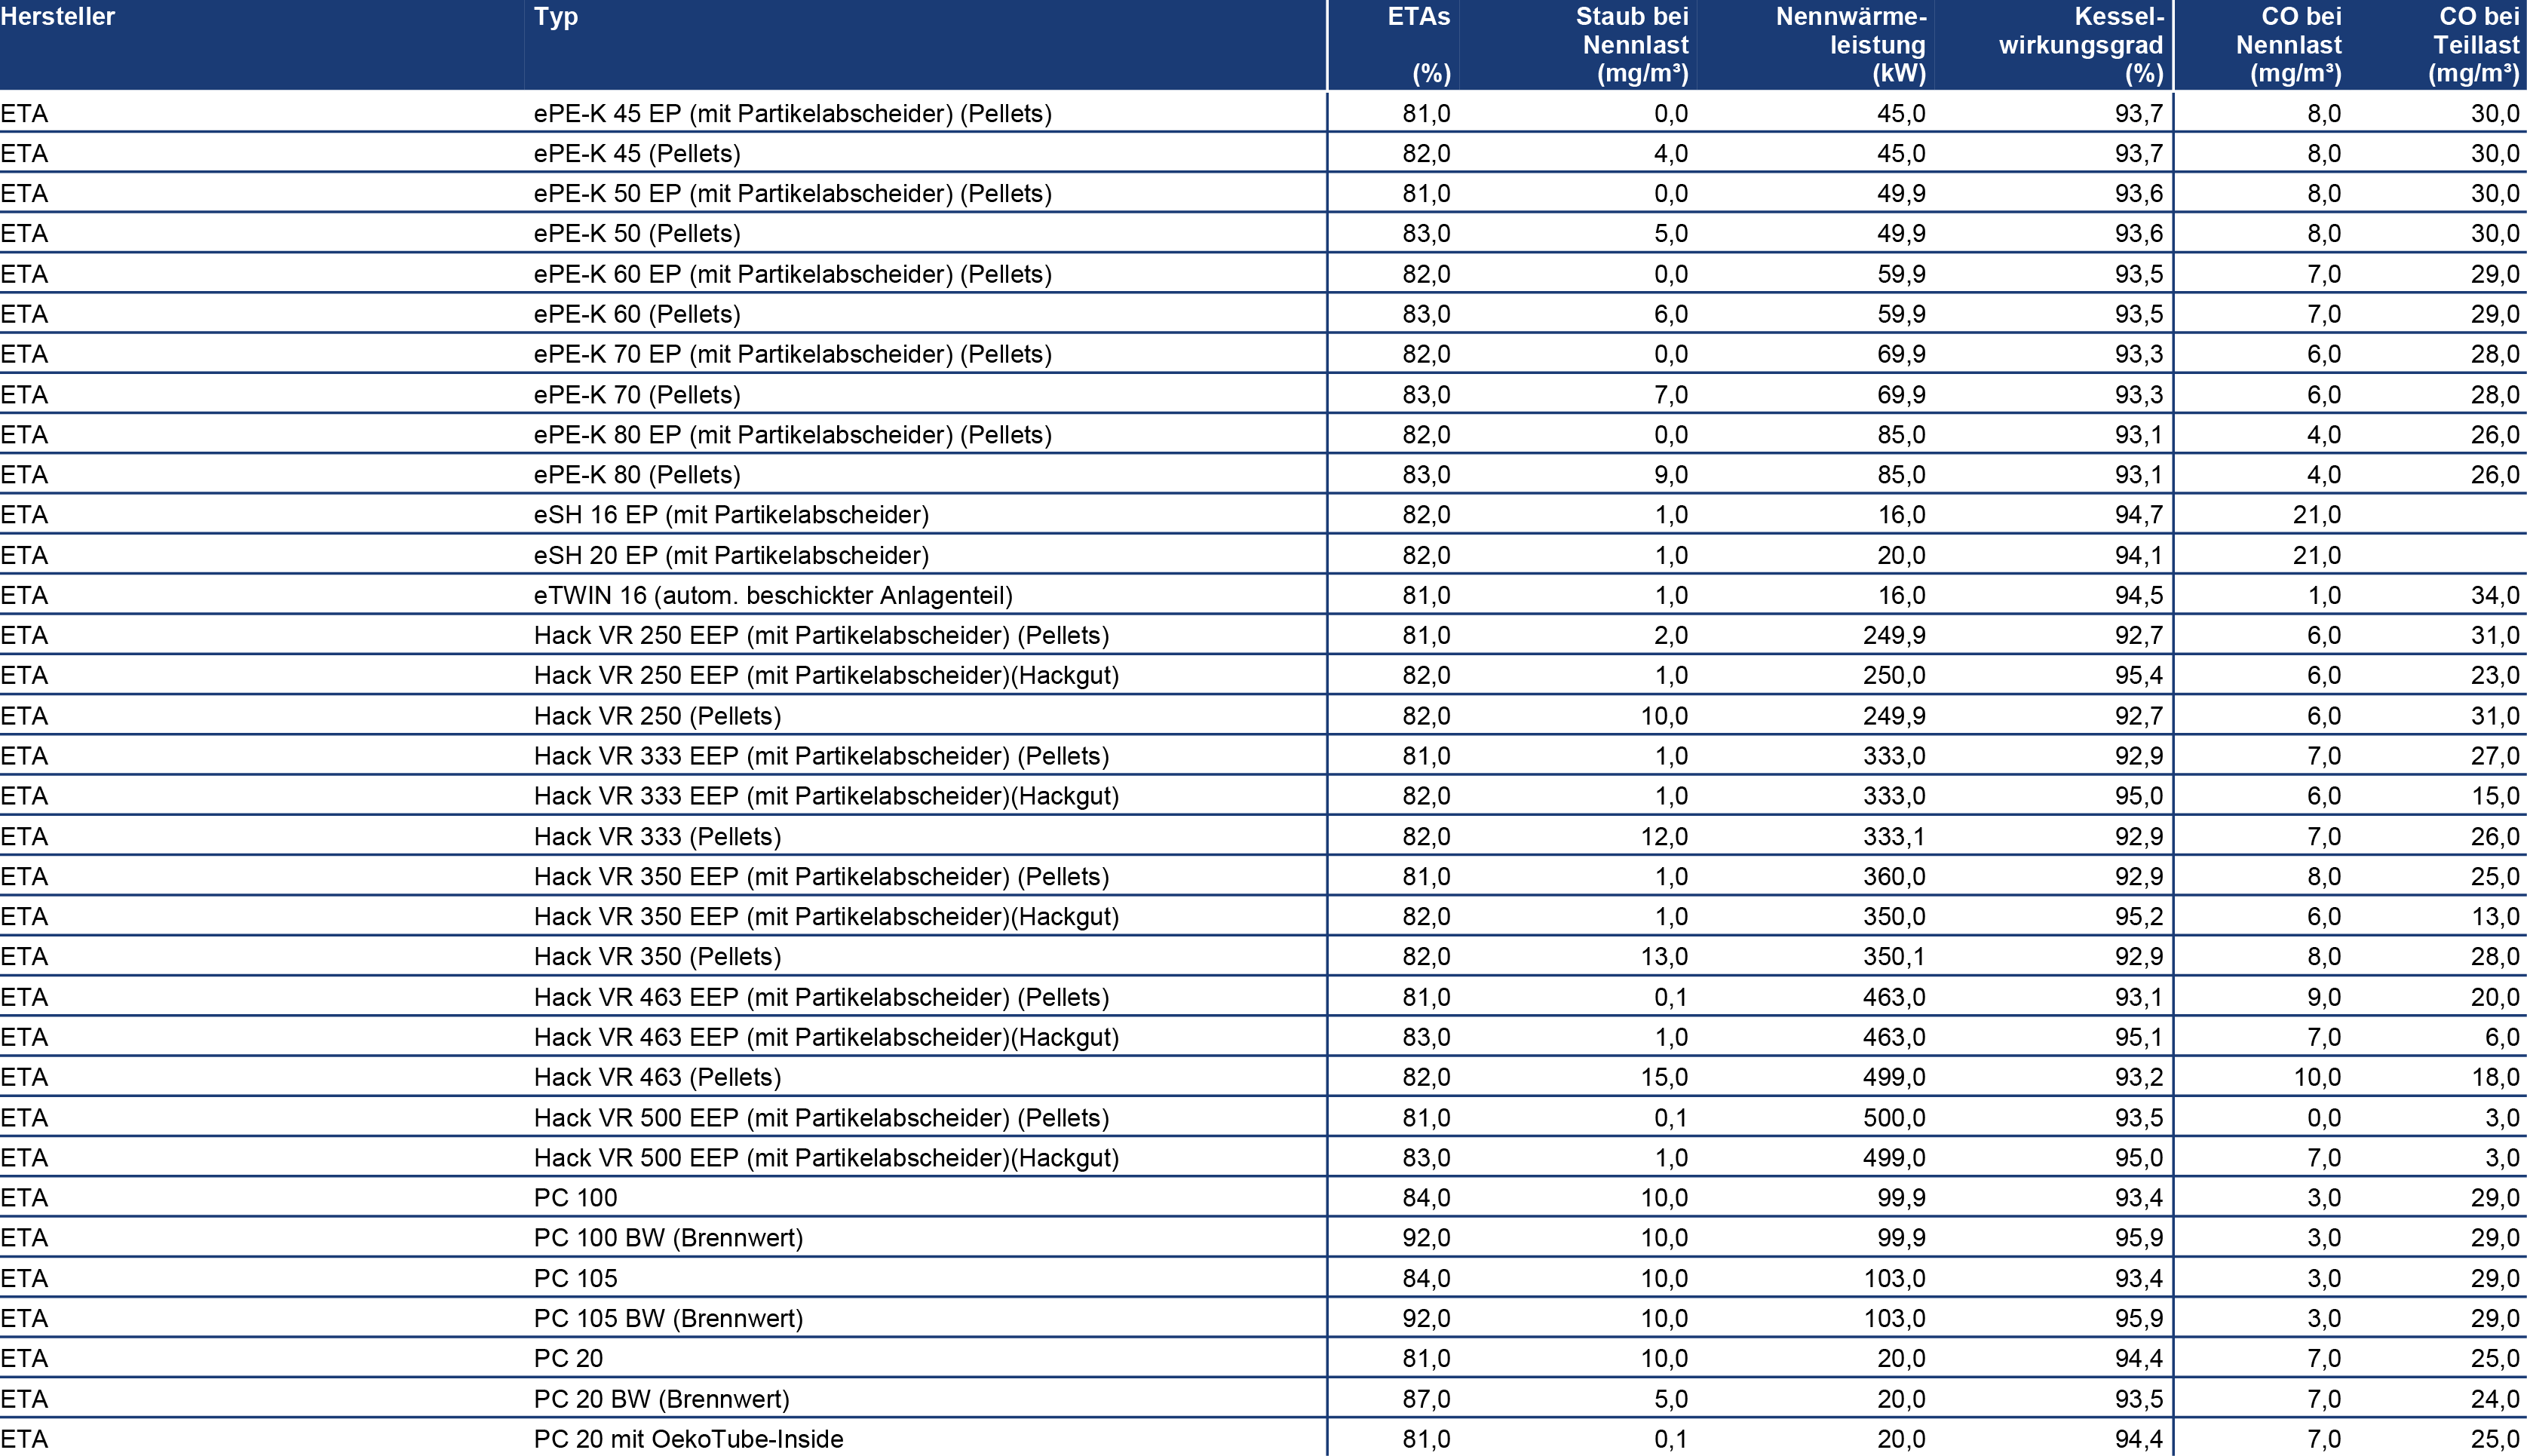 Hersteller Typ ETAs (%) Staub bei Nennlast (mg/m³) Nennwärme-leistung (kW) Kessel-wirkungsgrad (%) CO bei Nennlast (mg/m³) CO bei Teillast (mg/m³)
ETA ePE-K 45 EP (mit Partikelabscheider) (Pellets) 81,0 0,0 45,0 93,7 8,0 30,0
ETA ePE-K 45 (Pellets) 82,0 4,0 45,0 93,7 8,0 30,0
ETA ePE-K 50 EP (mit Partikelabscheider) (Pellets) 81,0 0,0 49,9 93,6 8,0 30,0
ETA ePE-K 50 (Pellets) 83,0 5,0 49,9 93,6 8,0 30,0
ETA ePE-K 60 EP (mit Partikelabscheider) (Pellets) 82,0 0,0 59,9 93,5 7,0 29,0
ETA ePE-K 60 (Pellets) 83,0 6,0 59,9 93,5 7,0 29,0
ETA ePE-K 70 EP (mit Partikelabscheider) (Pellets) 82,0 0,0 69,9 93,3 6,0 28,0
ETA ePE-K 70 (Pellets) 83,0 7,0 69,9 93,3 6,0 28,0
ETA ePE-K 80 EP (mit Partikelabscheider) (Pellets) 82,0 0,0 85,0 93,1 4,0 26,0
ETA ePE-K 80 (Pellets) 83,0 9,0 85,0 93,1 4,0 26,0
ETA eSH 16 EP (mit Partikelabscheider) 82,0 1,0 16,0 94,7 21,0
ETA eSH 20 EP (mit Partikelabscheider) 82,0 1,0 20,0 94,1 21,0
ETA eTWIN 16 (autom. beschickter Anlagenteil) 81,0 1,0 16,0 94,5 1,0 34,0
ETA Hack VR 250 EEP (mit Partikelabscheider) (Pellets) 81,0 2,0 249,9 92,7 6,0 31,0
ETA Hack VR 250 EEP (mit Partikelabscheider)(Hackgut) 82,0 1,0 250,0 95,4 6,0 23,0
ETA Hack VR 250 (Pellets) 82,0 10,0 249,9 92,7 6,0 31,0
ETA Hack VR 333 EEP (mit Partikelabscheider) (Pellets) 81,0 1,0 333,0 92,9 7,0 27,0
ETA Hack VR 333 EEP (mit Partikelabscheider)(Hackgut) 82,0 1,0 333,0 95,0 6,0 15,0
ETA Hack VR 333 (Pellets) 82,0 12,0 333,1 92,9 7,0 26,0
ETA Hack VR 350 EEP (mit Partikelabscheider) (Pellets) 81,0 1,0 360,0 92,9 8,0 25,0
ETA Hack VR 350 EEP (mit Partikelabscheider)(Hackgut) 82,0 1,0 350,0 95,2 6,0 13,0
ETA Hack VR 350 (Pellets) 82,0 13,0 350,1 92,9 8,0 28,0
ETA Hack VR 463 EEP (mit Partikelabscheider) (Pellets) 81,0 0,1 463,0 93,1 9,0 20,0
ETA Hack VR 463 EEP (mit Partikelabscheider)(Hackgut) 83,0 1,0 463,0 95,1 7,0 6,0
ETA Hack VR 463 (Pellets) 82,0 15,0 499,0 93,2 10,0 18,0
ETA Hack VR 500 EEP (mit Partikelabscheider) (Pellets) 81,0 0,1 500,0 93,5 0,0 3,0
ETA Hack VR 500 EEP (mit Partikelabscheider)(Hackgut) 83,0 1,0 499,0 95,0 7,0 3,0
ETA PC 100 84,0 10,0 99,9 93,4 3,0 29,0
ETA PC 100 BW (Brennwert) 92,0 10,0 99,9 95,9 3,0 29,0
ETA PC 105 84,0 10,0 103,0 93,4 3,0 29,0
ETA PC 105 BW (Brennwert) 92,0 10,0 103,0 95,9 3,0 29,0
ETA PC 20 81,0 10,0 20,0 94,4 7,0 25,0
ETA PC 20 BW (Brennwert) 87,0 5,0 20,0 93,5 7,0 24,0
ETA PC 20 mit OekoTube-Inside 81,0 0,1 20,0 94,4 7,0 25,0